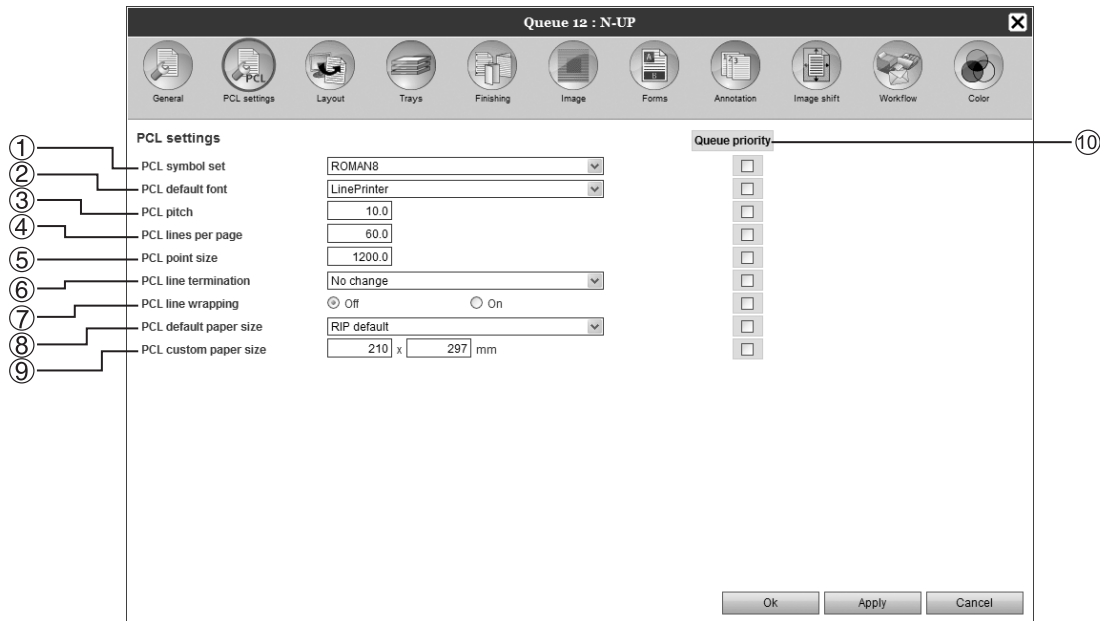 Queue 12 : N-UP
General PCL settings Layout Trays Finishing Image Forms Annotation Image shift Workflow Color
PCL settings Queue priority ⑩
① PCL symbol set ROMAN8
② PCL default font LinePrinter
③ PCL pitch 10.0
④ PCL lines per page 60.0
⑤ PCL point size 1200.0
⑥ PCL line termination No change
⑦ PCL line wrapping Off On
⑧ PCL default paper size RIP default
⑨ PCL custom paper size 210 x 297 mm
Ok Apply Cancel